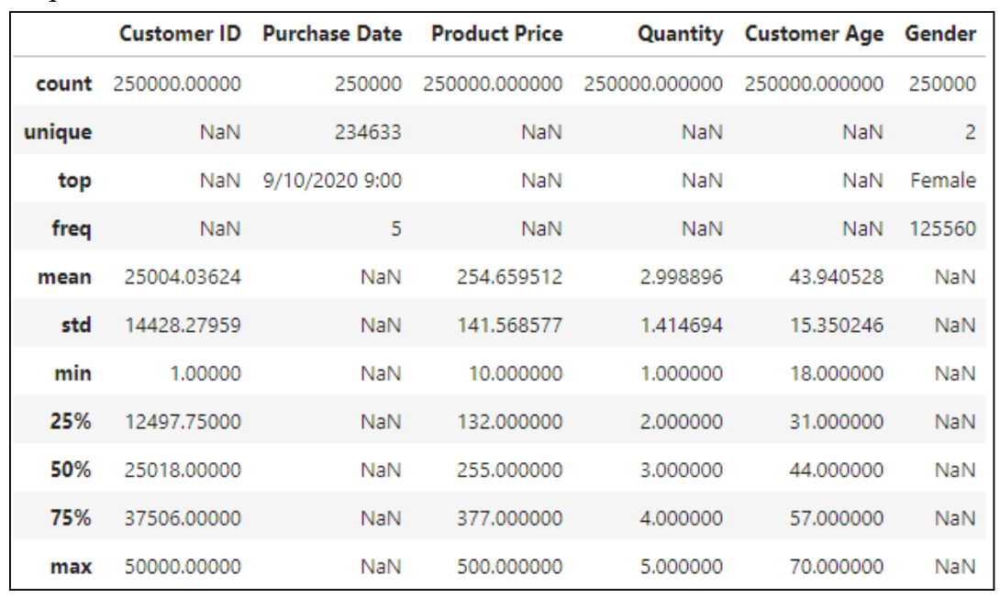 Customer ID Purchase Date Product Price Quantity Customer Age Gender
count 250000.00000 250000 250000.000000 250000.000000 250000.000000 250000
unique NaN 234633 NaN NaN NaN 2
top NaN 9/10/2020 9:00 NaN NaN NaN Female
freq NaN 5 NaN NaN NaN 125560
mean 25004.03624 NaN 254.659512 2.998896 43.940528 NaN
std 14428.27959 NaN 141.568577 1.414694 15.350246 NaN
min 1.00000 NaN 10.000000 1.000000 18.000000 NaN
25% 12497.75000 NaN 132.000000 2.000000 31.000000 NaN
50% 25018.00000 NaN 255.000000 3.000000 44.000000 NaN
75% 37506.00000 NaN 377.000000 4.000000 57.000000 NaN
max 50000.00000 NaN 500.000000 5.000000 70.000000 NaN